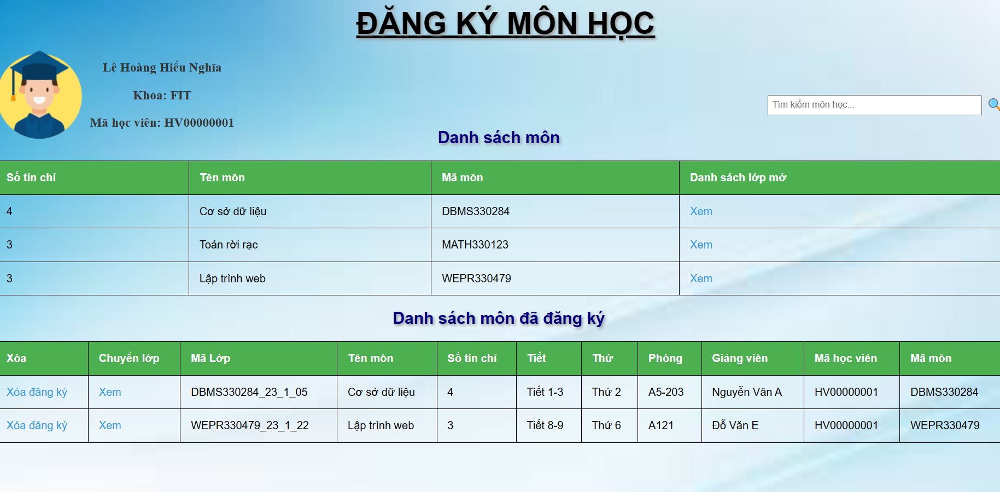 ĐĂNG KÝ MÔN HỌC
Lê Hoàng Hiếu Nghĩa
Khoa: FIT
Mã học viên: HV00000001
Tìm kiếm môn học...
Danh sách môn
Số tín chỉ Tên môn Mã môn Danh sách lớp mở
4 Cơ sở dữ liệu DBMS330284 Xem
3 Toán rời rạc MATH330123 Xem
3 Lập trình web WEPR330479 Xem
Danh sách môn đã đăng ký
Xóa Chuyển lớp Mã Lớp Tên môn Số tín chỉ Tiết Thứ Phòng Giảng viên Mã học viên Mã môn
Xóa đăng ký Xem DBMS330284_23_1_05 Cơ sở dữ liệu 4 Tiết 1-3 Thứ 2 A5-203 Nguyễn Văn A HV00000001 DBMS330284
Xóa đăng ký Xem WEPR330479_23_1_22 Lập trình web 3 Tiết 8-9 Thứ 6 A121 Đỗ Văn E HV00000001 WEPR330479